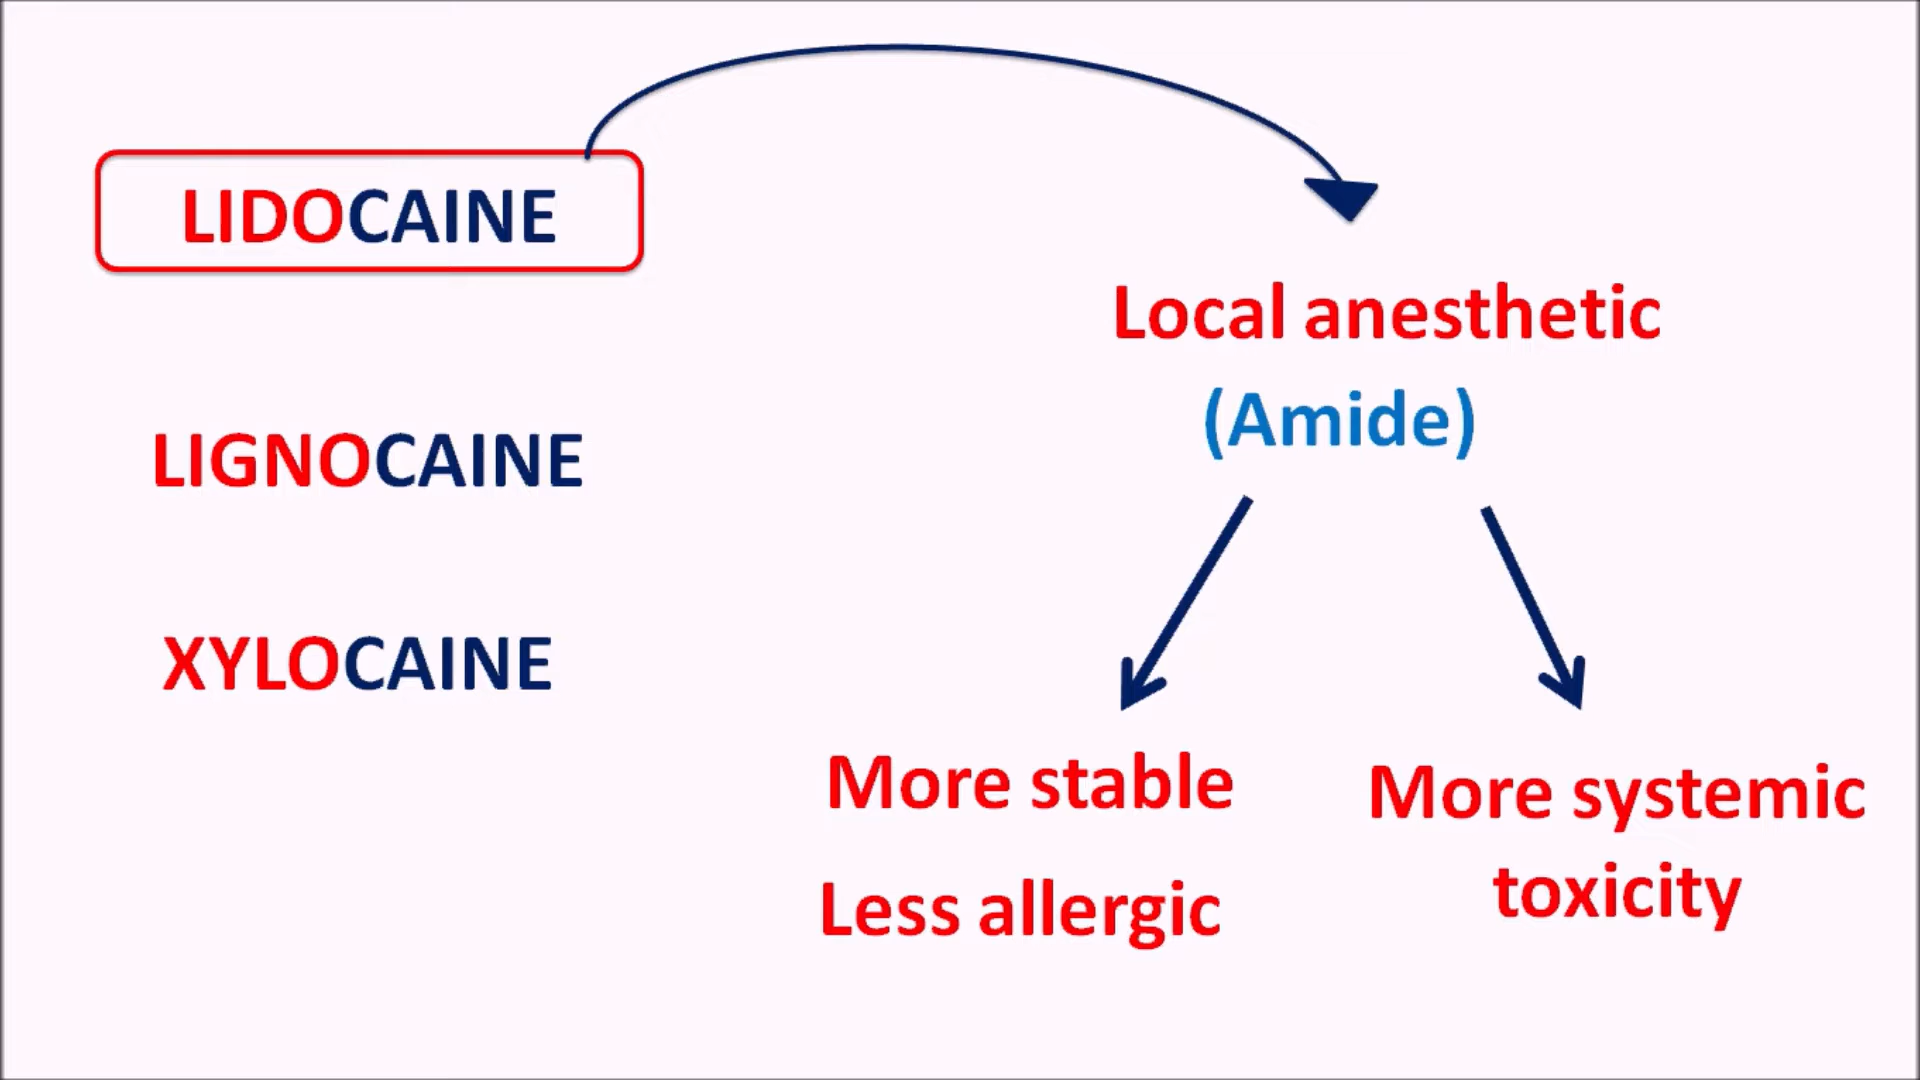 LIDOCAINE
LIGNOCAINE
XYLOCAINE
Local anesthetic
(Amide)
More stable
Less allergic
More systemic
toxicity